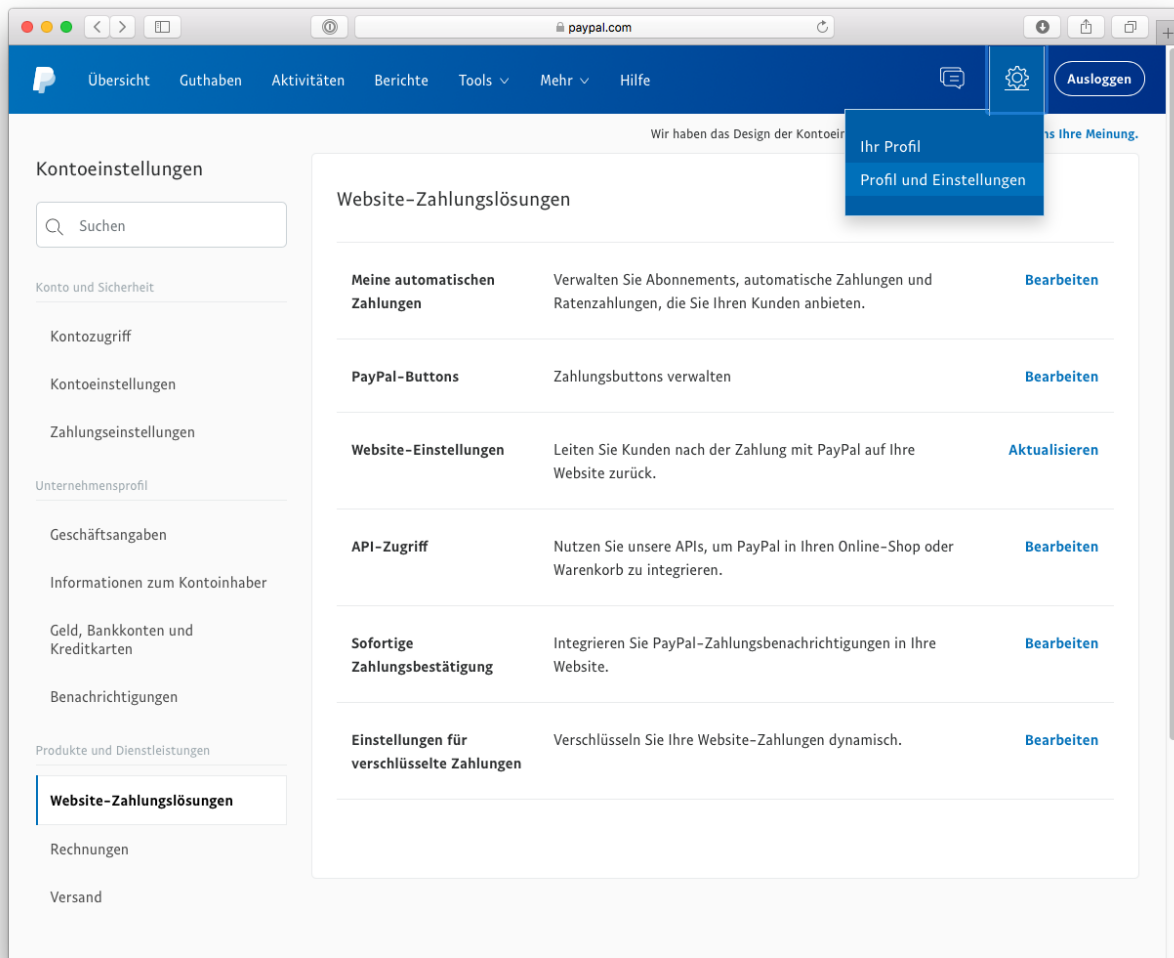 paypal.com
Übersicht Guthaben Aktivitäten Berichte Tools Mehr Hilfe Ausloggen
Wir haben das Design der Kontoein ns Ihre Meinung.
Ihr Profil
Profil und Einstellungen
Kontoeinstellungen
Suchen
Konto und Sicherheit
Kontozugriff
Kontoeinstellungen
Zahlungseinstellungen
Unternehmensprofil
Geschäftsangaben
Informationen zum Kontoinhaber
Geld, Bankkonten und
Kreditkarten
Benachrichtigungen
Produkte und Dienstleistungen
Website-Zahlungslösungen
Rechnungen
Versand
Website-Zahlungslösungen
Meine automatischen Verwalten Sie Abonnements, automatische Zahlungen und Bearbeiten
Zahlungen Ratenzahlungen, die Sie Ihren Kunden anbieten.
PayPal-Buttons Zahlungsbuttons verwalten Bearbeiten
Website-Einstellungen Leiten Sie Kunden nach der Zahlung mit PayPal auf Ihre Aktualisieren
Website zurück.
API-Zugriff Nutzen Sie unsere APIs, um PayPal in Ihren Online-Shop oder Bearbeiten
Warenkorb zu integrieren.
Sofortige Integrieren Sie PayPal-Zahlungsbenachrichtigungen in Ihre Bearbeiten
Zahlungsbestätigung Website.
Einstellungen für Verschlüsseln Sie Ihre Website-Zahlungen dynamisch. Bearbeiten
verschlüsselte Zahlungen